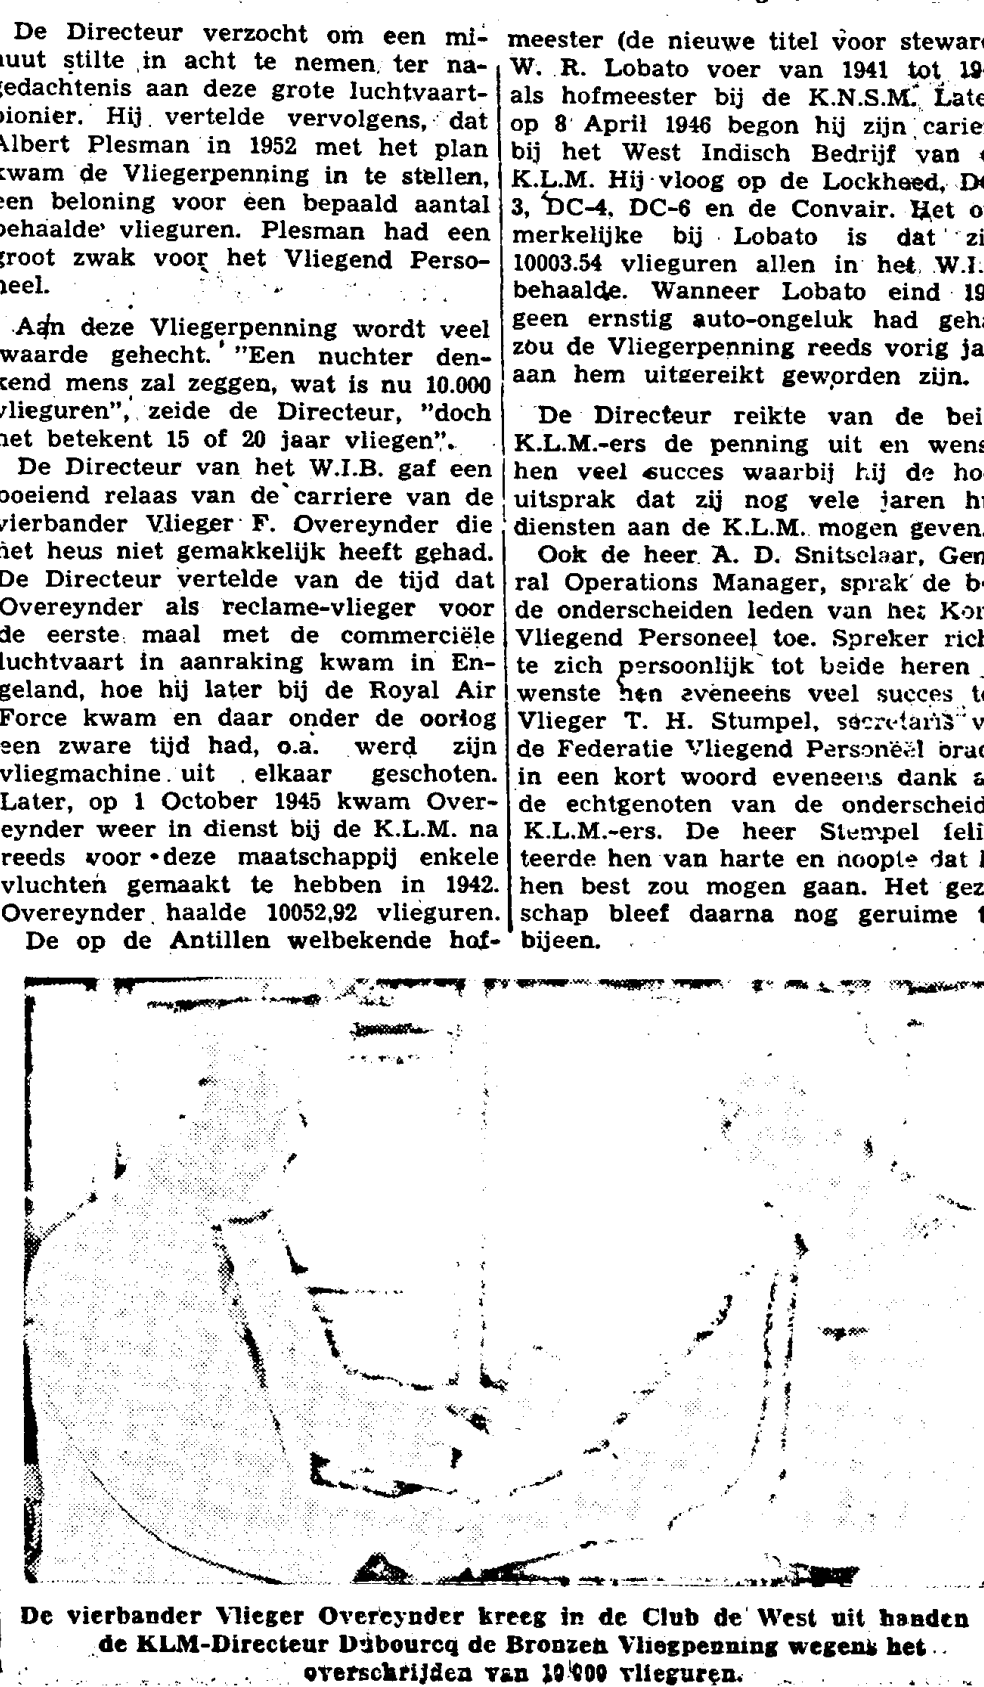 De Directeur verzocht om een mi-
nuut stilte in acht te nemen ter na-
gedachtenis aan deze grote luchtvaart-
pionier. Hij vertelde vervolgens, dat
Albert Plesman in 1952 met het plan
kwam de Vliegerpenning in te stellen,
een beloning voor een bepaald aantal
behaalde vlieguren. Plesman had een
groot zwak voor het Vliegend Perso-
neel.
Aan deze Vliegerpenning wordt veel
waarde gehecht. "Een nuchter den-
kend mens zal zeggen, wat is nu 10.000
vlieguren", zeide de Directeur, "doch
het betekent 15 of 20 jaar vliegen".
De Directeur van het W.I.B. gaf een
boeiend relaas van de carriere van de
vierbander Vlieger F. Overeynder die
het heus niet gemakkelijk heeft gehad.
De Directeur vertelde van de tijd dat
Overeynder als reclame-vlieger voor
de eerste maal met de commerciële
luchtvaart in aanraking kwam in En-
geland, hoe hij later bij de Royal Air
Force kwam en daar onder de oorlog
een zware tijd had, o.a. werd zijn
vliegmachine uit elkaar geschoten.
Later, op 1 October 1945 kwam Over-
eynder weer in dienst bij de K.L.M. na
reeds voor deze maatschappij enkele
vluchten gemaakt te hebben in 1942.
Overeynder haalde 10052,92 vlieguren.
De op de Antillen welbekende hof-
meester (de nieuwe titel voor stewar
W. R. Lobato voer van 1941 tot 19
als hofmeester bij de K.N.S.M. Late
op 8 April 1946 begon hij zijn carie
bij het West Indisch Bedrijf van
K.L.M. Hij vloog op de Lockheed, D
3, DC-4, DC-6 en de Convair. Het o
merkelijke bij Lobato is dat zi
10003.54 vlieguren allen in het W.I.
behaalde. Wanneer Lobato eind 19
geen ernstig auto-ongeluk had geha
zou de Vliegerpenning reeds vorig ja
aan hem uitgereikt geworden zijn.
De Directeur reikte van de bei
K.L.M.-ers de penning uit en wens
hen veel succes waarbij hij de ho
uitsprak dat zij nog vele jaren h
diensten aan de K.L.M. mogen geven.
Ook de heer A. D. Snitselaar, Gen
ral Operations Manager, sprak de b
de onderscheiden leden van het Kor
Vliegend Personeel toe. Spreker rich
te zich persoonlijk tot beide heren
wenste hen eveneens veel succes t
Vlieger T. H. Stumpel, secretaris v
de Federatie Vliegend Personeel brac
in een kort woord eveneens dank a
de echtgenoten van de onderscheid
K.L.M.-ers. De heer Stempel feli
teerde hen van harte en hoopte dat
hen best zou mogen gaan. Het gez
schap bleef daarna nog geruime t
bijeen.
De vierbander Vlieger Overeynder kreeg in de Club de West uit handen
de KLM-Directeur Dubourcq de Bronzen Vliegpenning wegens het
overschrijden van 10.000 vlieguren.